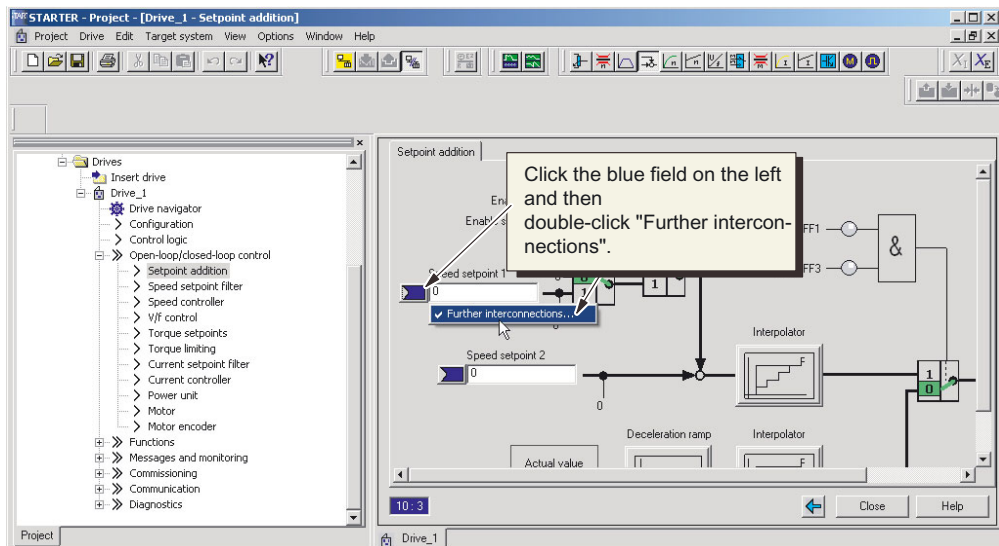 STARTER - Project - [Drive_1 - Setpoint addition]
Project Drive Edit Target system View Options Window Help
Drives
Insert drive
Drive_1
Drive navigator
Configuration
Control logic
Open-loop/closed-loop control
Setpoint addition
Speed setpoint filter
Speed controller
V/f control
Torque setpoints
Torque limiting
Current setpoint filter
Current controller
Power unit
Motor
Motor encoder
Functions
Messages and monitoring
Commissioning
Communication
Diagnostics
Project
Setpoint addition
Click the blue field on the left
and then
double-click "Further intercon-
nections".
FF1
&
FF3
Speed setpoint 1
0
1
1
Further interconnections...
Interpolator
F
Speed setpoint 2
0
0
1
0
Deceleration ramp
Interpolator
Actual value
F
10 : 3
Close
Help
Drive_1